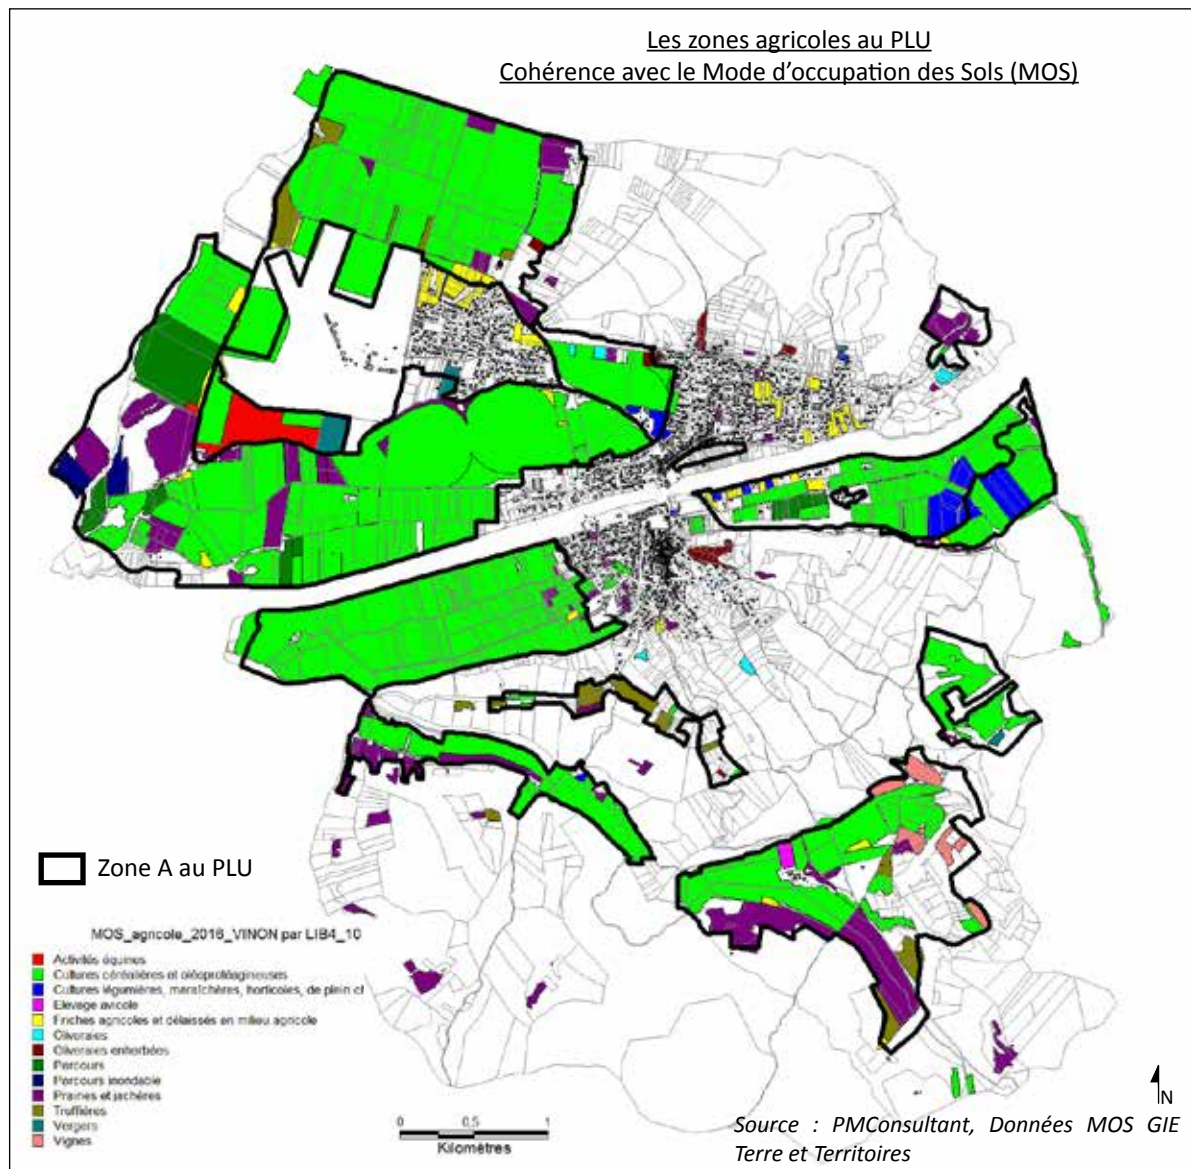 Les zones agricoles au PLU
Cohérence avec le Mode d'occupation des Sols (MOS)
Zone A au PLU
MOS_agricole_2016_VINON par LIB4_10
Activités équines
Cultures céréalières et oléoprotéagineuses
Cultures légumières, maraîchères, horticoles, de plein ch
Elevage avicole
Friches agricoles et délaissés en milieu agricole
Oliveraies
Oliveraies enherbées
Parcours
Parcours inondable
Prairies et jachères
Truffières
Vergers
Vignes
0 0,5 1
Kilomètres
N
Source : PMConsultant, Données MOS GIE
Terre et Territoires